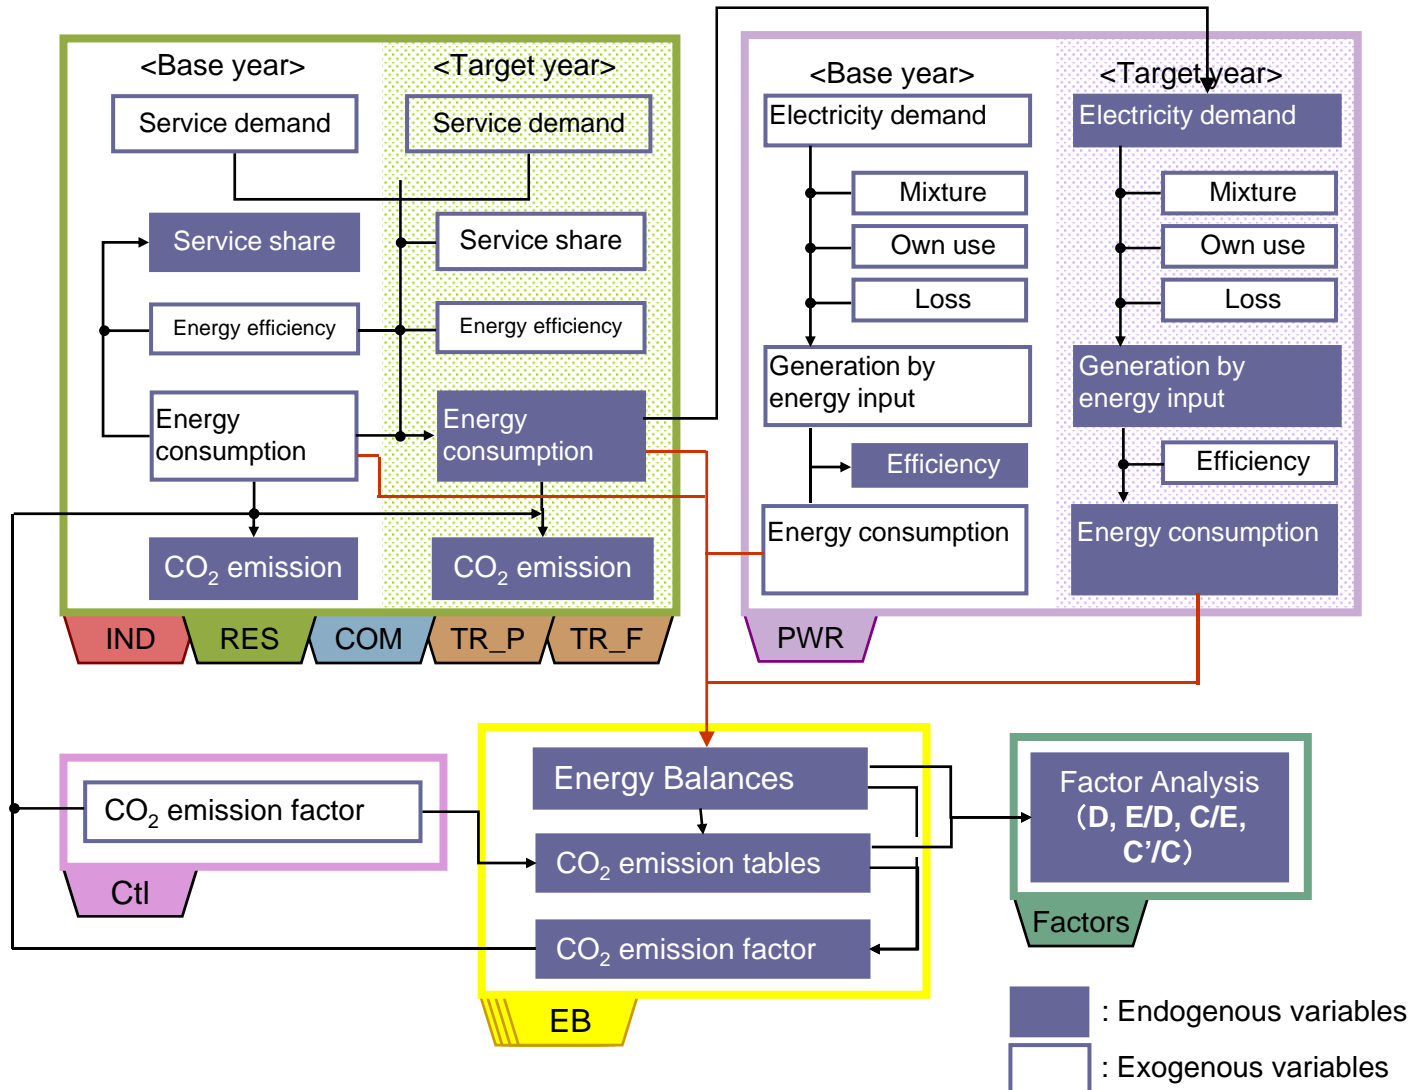 <Base year>
<Target year>
Service demand
Service demand
Service share
Service share
Energy efficiency
Energy efficiency
Energy
consumption
Energy
consumption
CO₂ emission
CO₂ emission
IND
RES
COM
TR_P
TR_F
<Base year>
<Target year>
Electricity demand
Electricity demand
Mixture
Mixture
Own use
Own use
Loss
Loss
Generation by
energy input
Generation by
energy input
Efficiency
Efficiency
Energy consumption
Energy consumption
PWR
CO₂ emission factor
Ctl
Energy Balances
CO₂ emission tables
CO₂ emission factor
EB
Factor Analysis
（D, E/D, C/E,
C’/C）
Factors
: Endogenous variables
: Exogenous variables